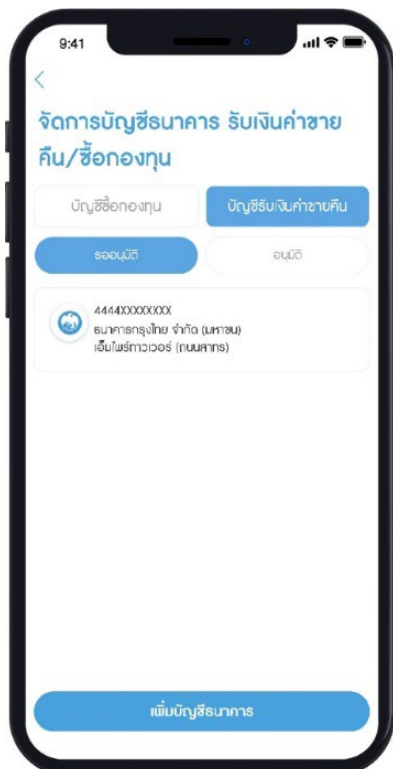 9:41
จัดการบัญชีธนาคาร รับเงินค่าขาย
คืน/ซื้อกองทุน
บัญชีซื้อกองทุน
บัญชีรับเงินค่าขายคืน
รออนุมัติ
อนุมัติ
4444XXXXXXX
ธนาคารกรุงไทย จำกัด (มหาชน)
เอ็มไพร์ทาวเวอร์ (ถนนสาทร)
เพิ่มบัญชีธนาคาร